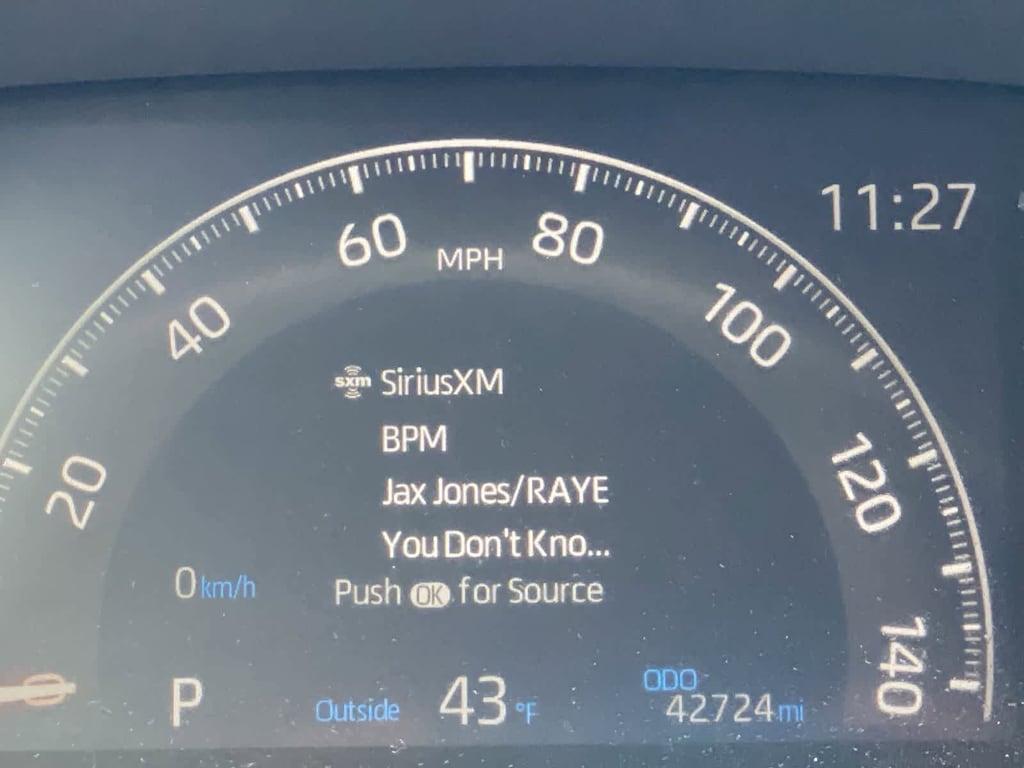 11:27
60 MPH 80
40 100
sxm SiriusXM
BPM
Jax Jones/RAYE
20 120
You Don't Kno...
0 km/h Push OK for Source
0 P Outside 43 °F ODO 42724 mi 140